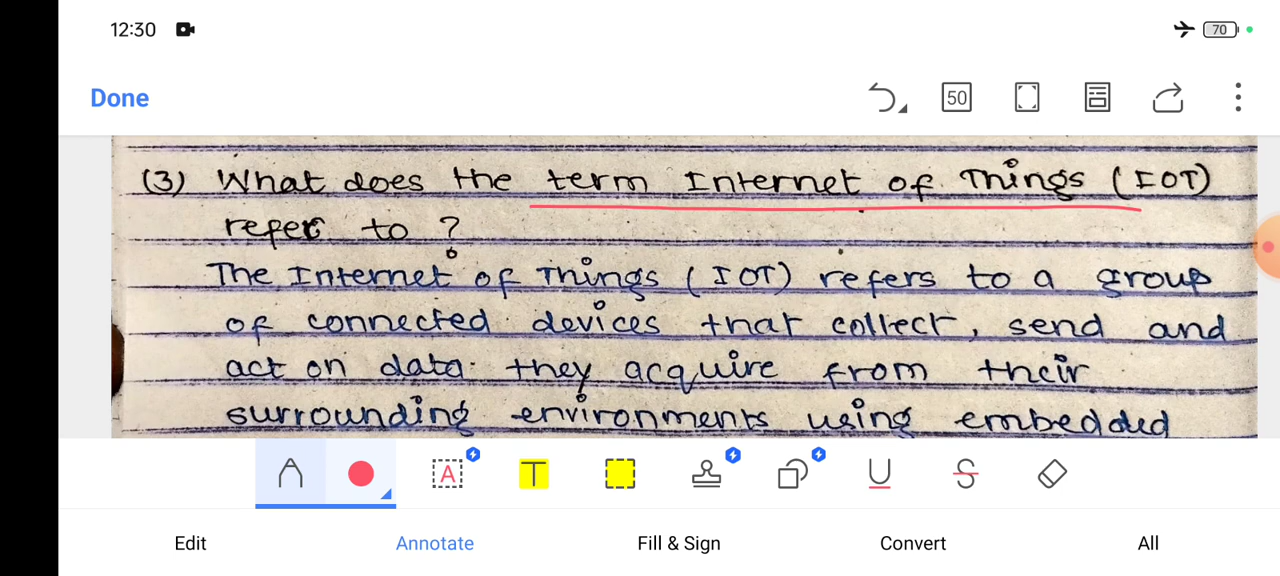 12:30
70
Done
50
(3) What does the term Internet of Things (IOT)
refer to ?
The Internet of Things (IOT) refers to a group
of connected devices that collect, send and
act on data they acquire from their
surrounding environments using embedded
A
T
U
S
Edit
Annotate
Fill & Sign
Convert
All